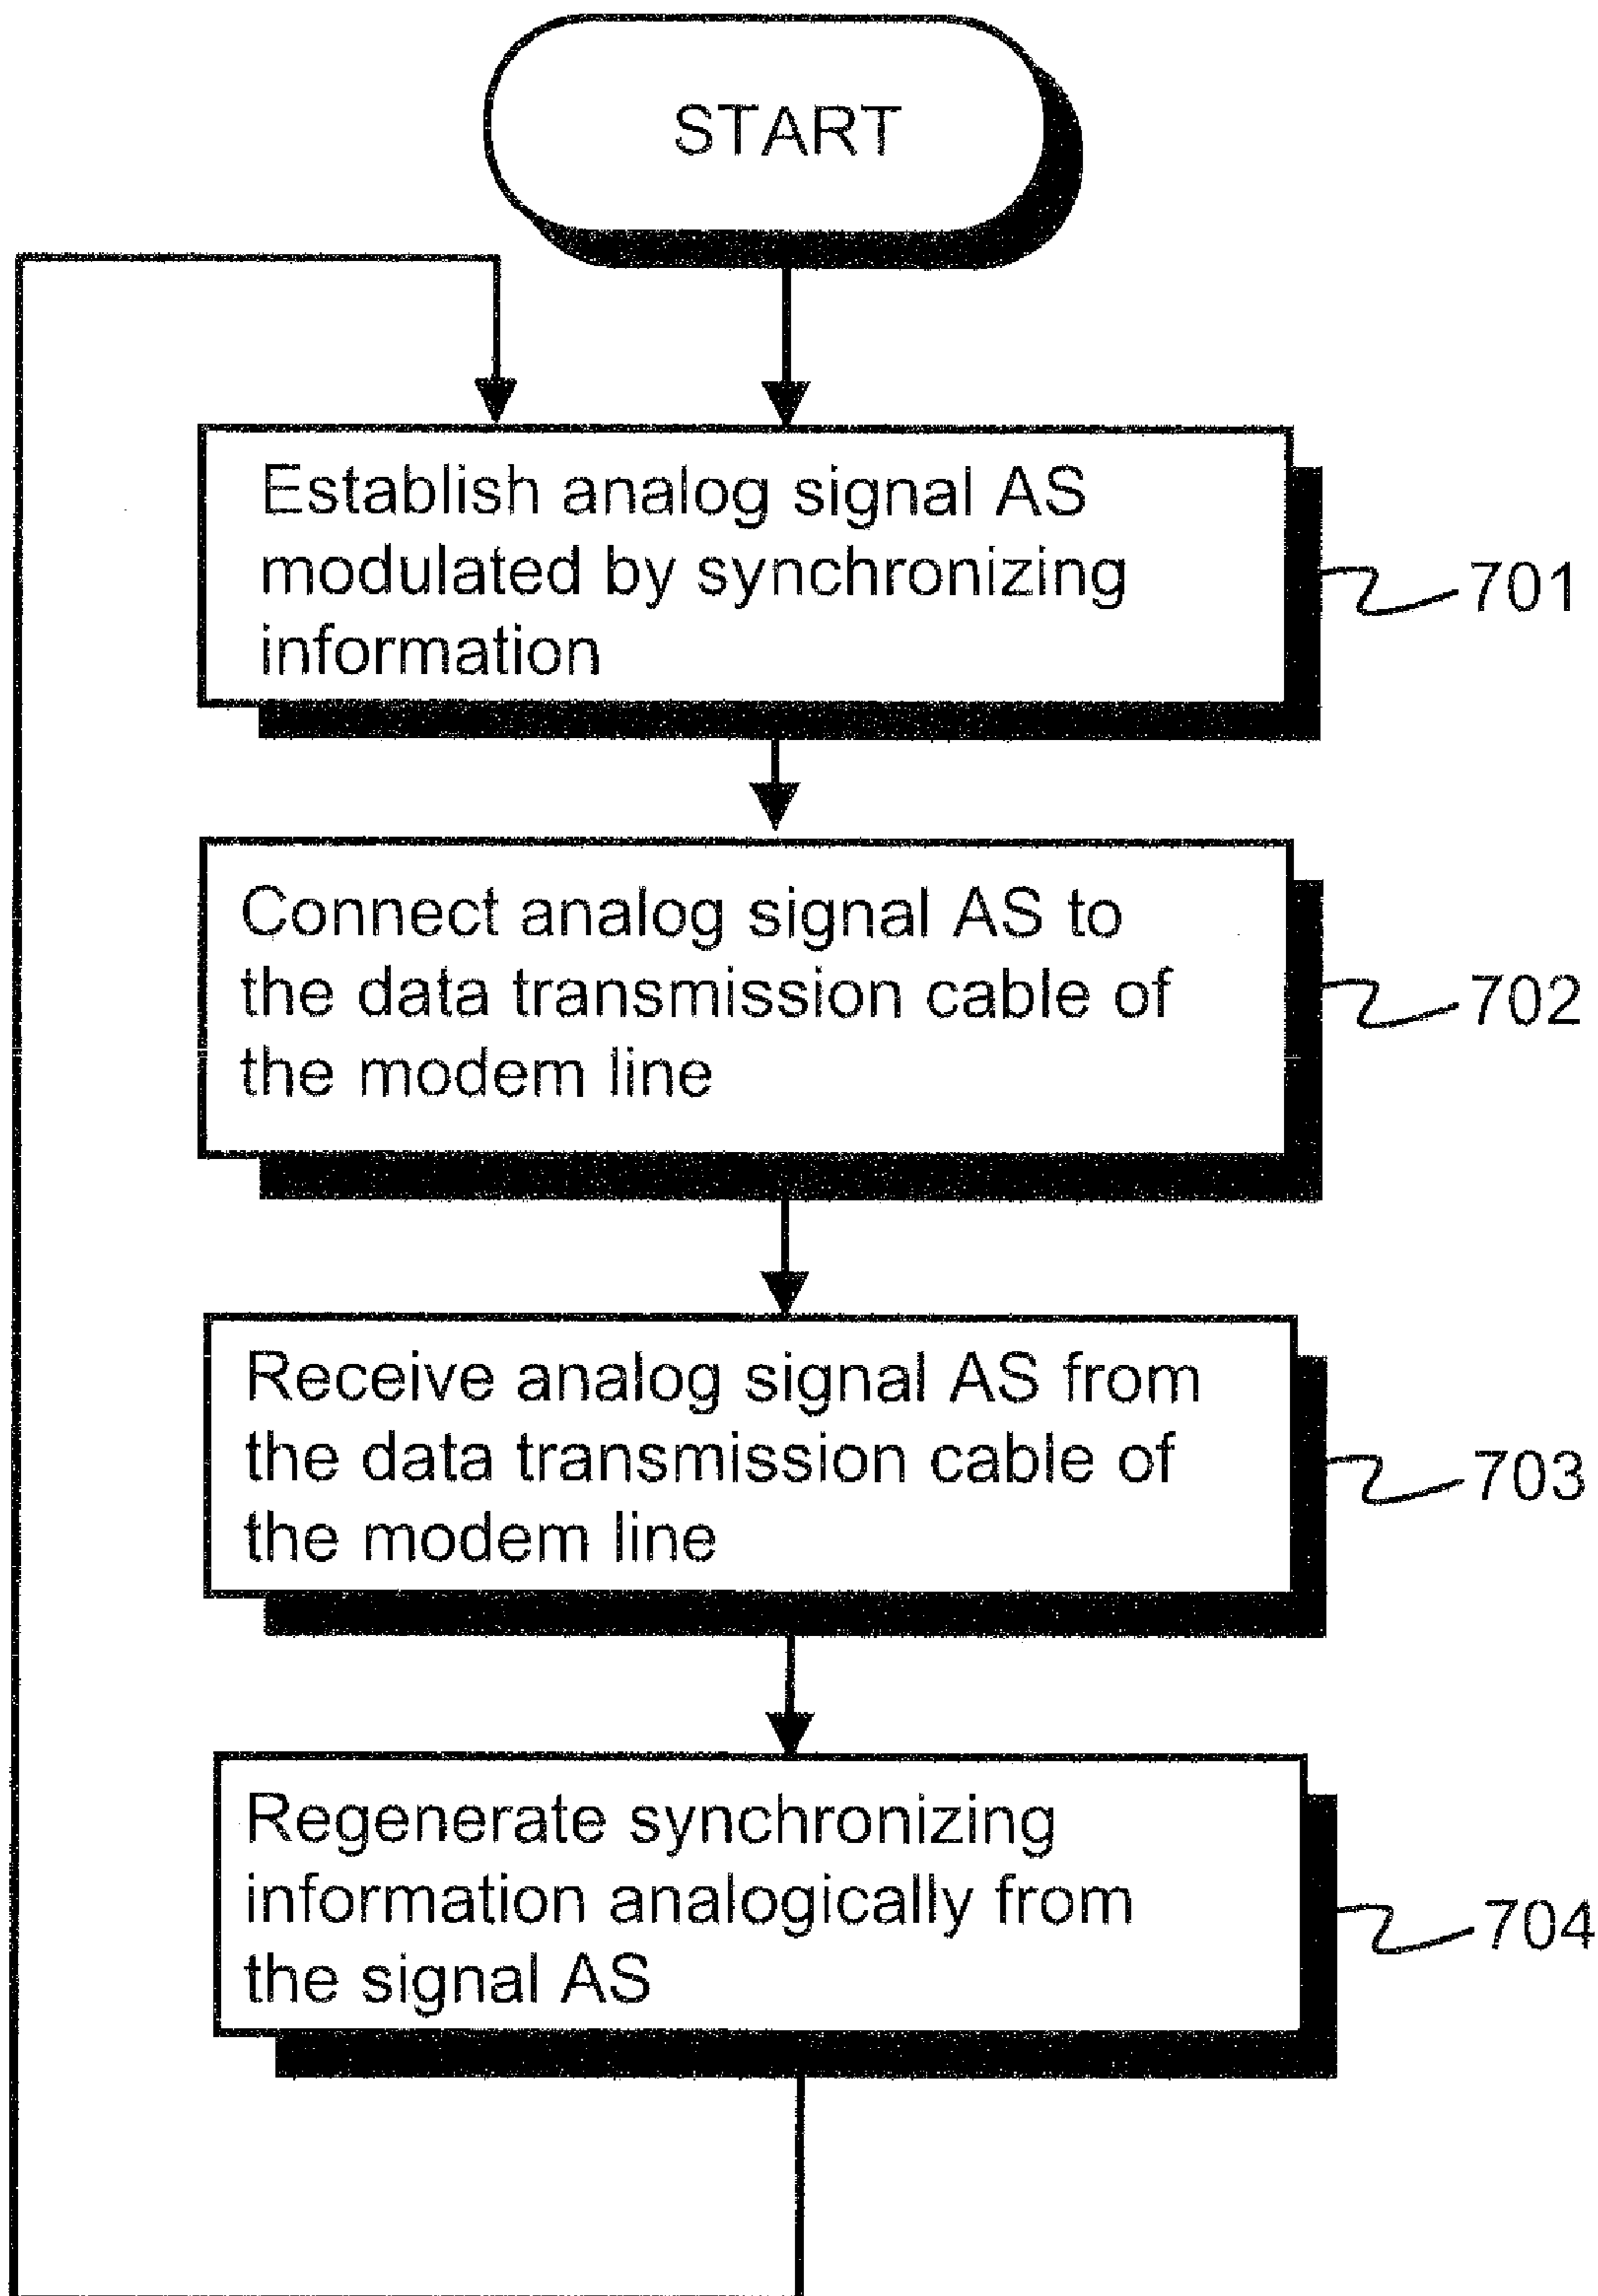 START
Establish analog signal AS
modulated by synchronizing
information
701
Connect analog signal AS to
the data transmission cable of
the modem line
702
Receive analog signal AS from
the data transmission cable of
the modem line
703
Regenerate synchronizing
information analogically from
the signal AS
704